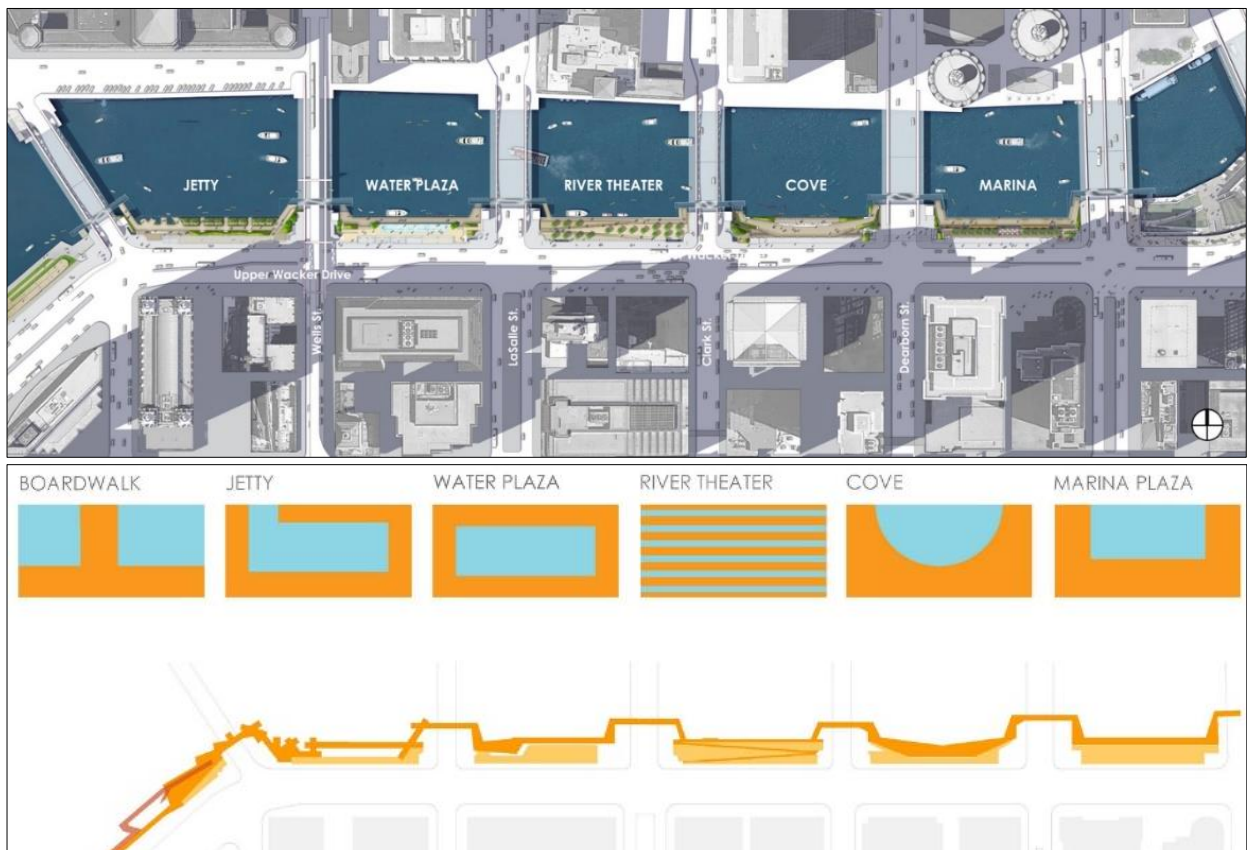 JETTY
WATER PLAZA
RIVER THEATER
COVE
MARINA
Upper Wacker Drive
Wells St.
LaSalle St.
Clark St.
Dearborn St.
BOARDWALK
JETTY
WATER PLAZA
RIVER THEATER
COVE
MARINA PLAZA